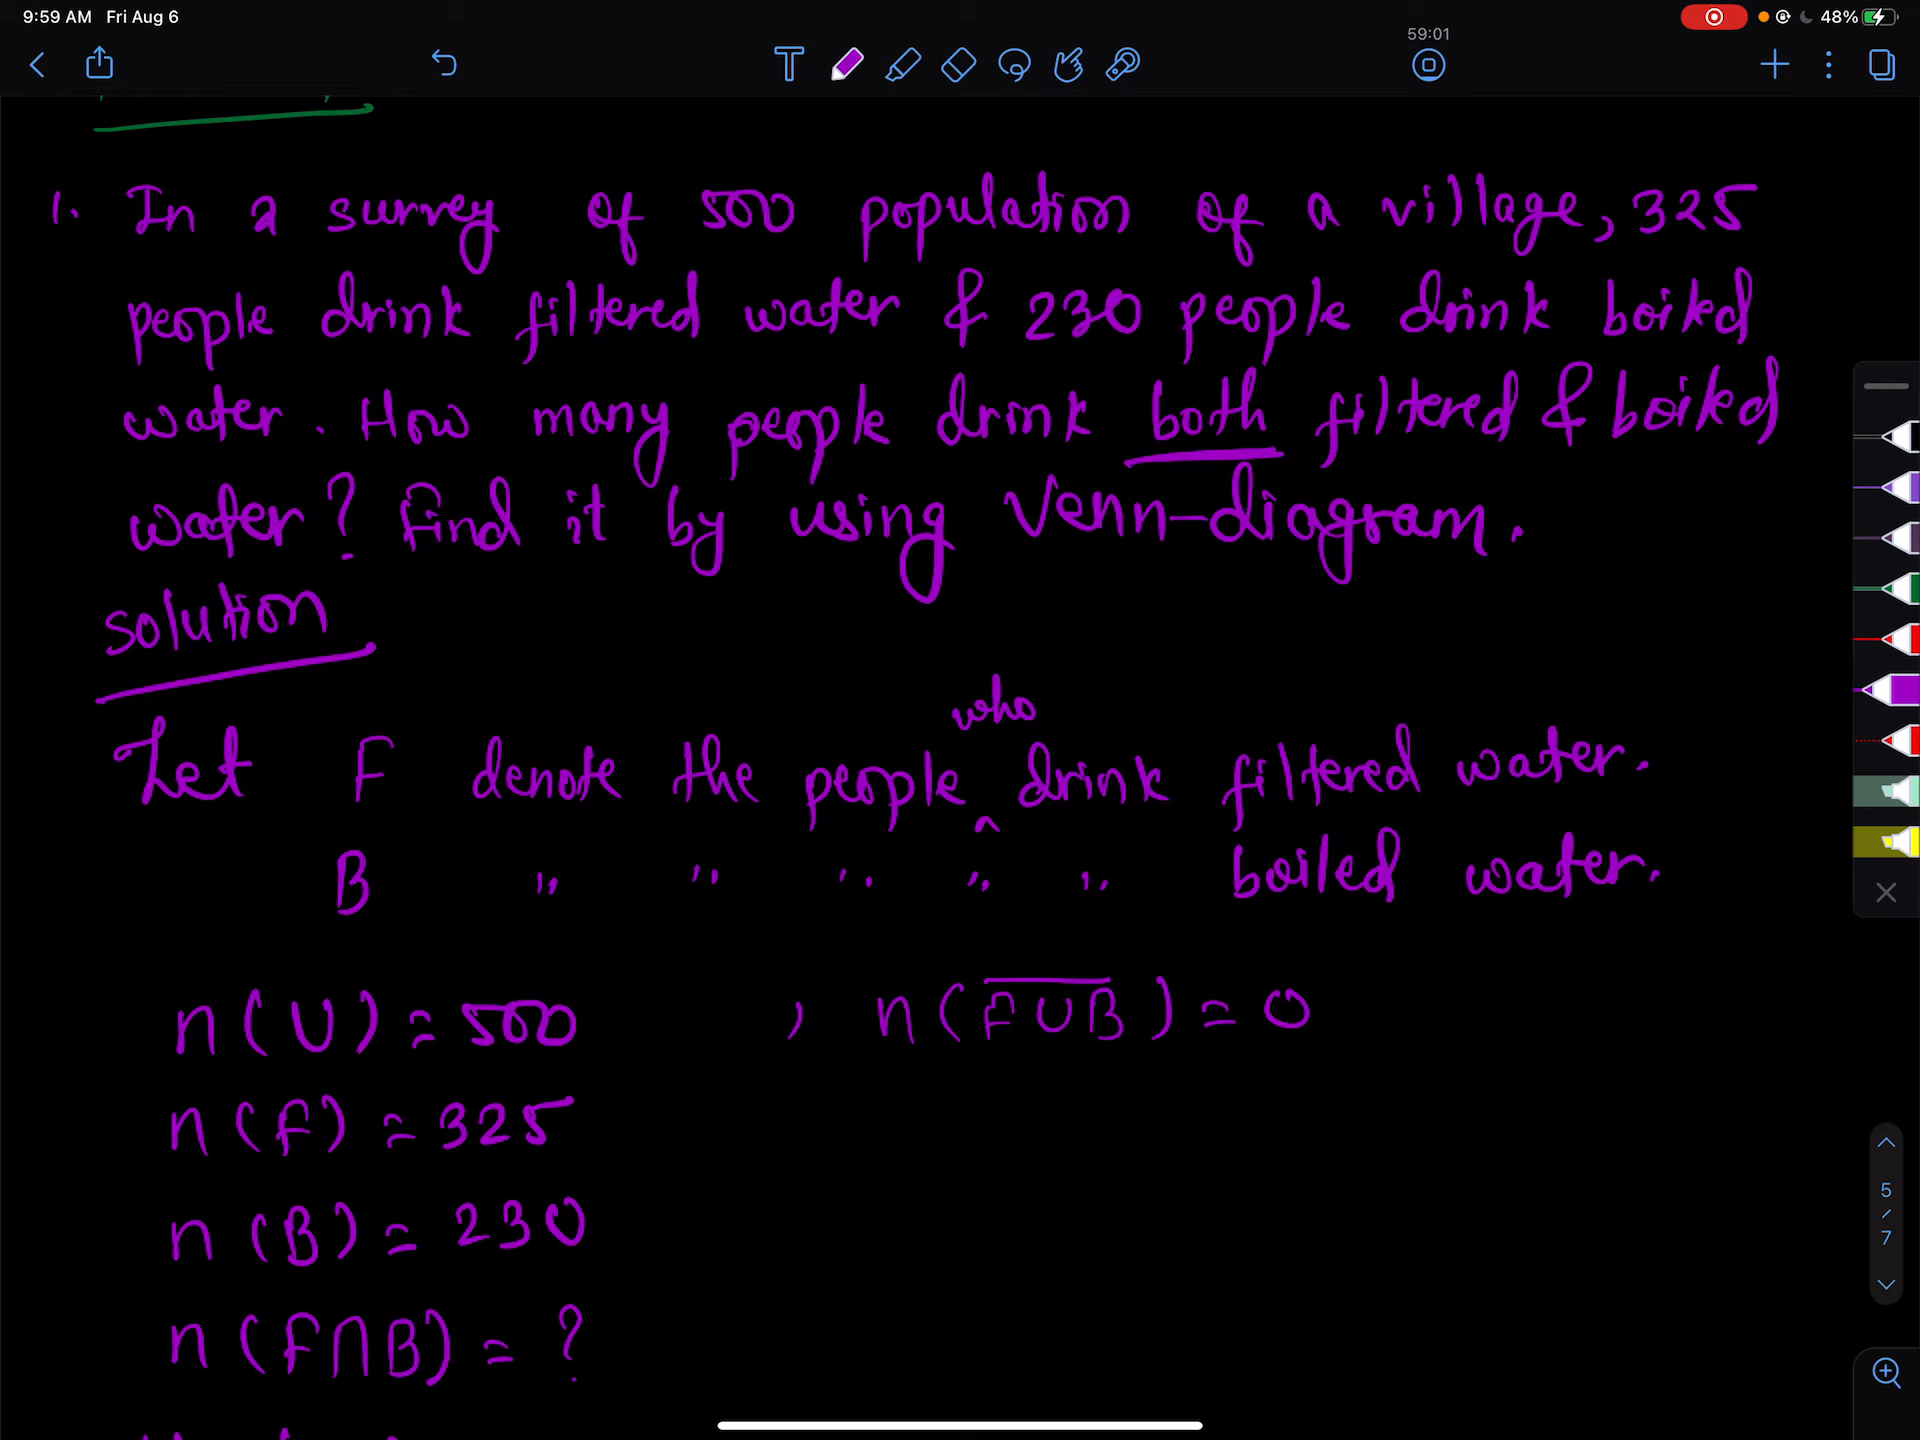 9:59 AM Fri Aug 6
48%
59:01
1. In a survey of 500 population of a village, 325
people drink filtered water & 230 people drink boiled
water. How many people drink both filtered & boiled
water? Find it by using Venn-diagram.
solution
Let F denote the people who drink filtered water.
B " " " " " boiled water.
n(U) = 500 , n(F̅∪̅B̅) = 0
n(F) = 325
n(B) = 230
n(F∩B) = ?
5
/
7